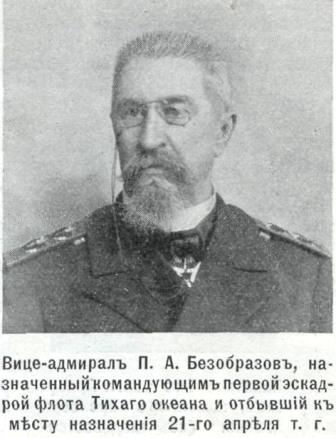 Вице-адмиралъ П. А. Безобразовъ, на-
значенный командующимъ первой эскад-
рой флота Тихаго океана и отбывшій къ
мѣсту назначенія 21-го апрѣля т. г.